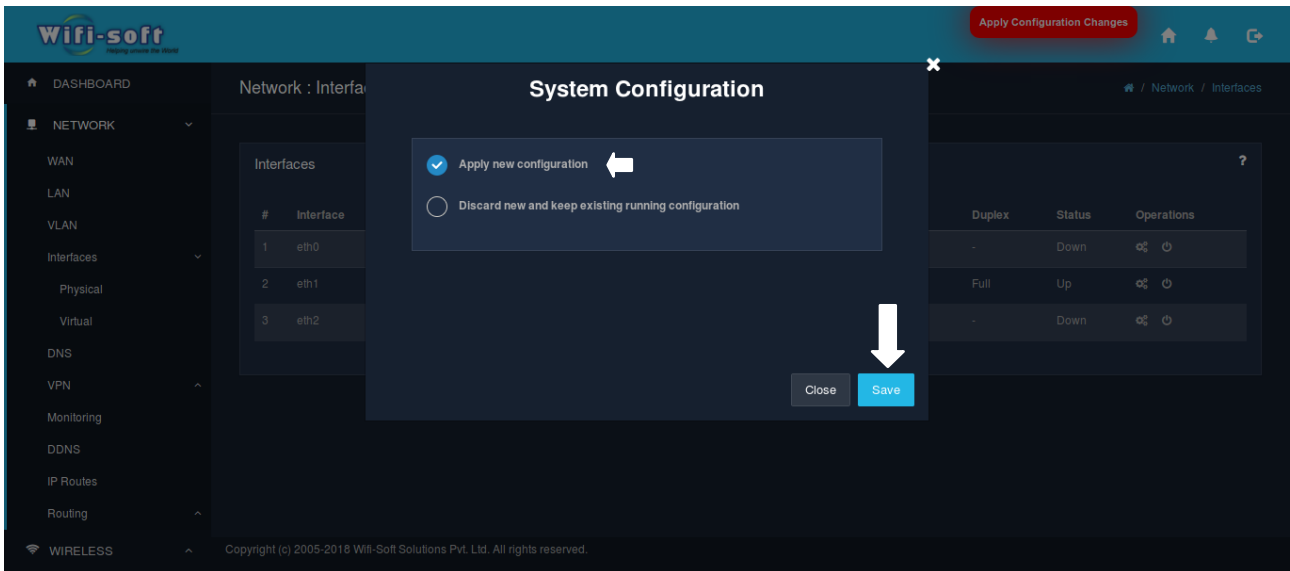 Wifi-soft
Helping unwire the World
Apply Configuration Changes
DASHBOARD
Network : Interfa
/ Network / Interfaces
System Configuration
NETWORK
WAN
LAN
VLAN
Interfaces
Physical
Virtual
DNS
VPN
Monitoring
DDNS
IP Routes
Routing
WIRELESS
Interfaces
?
# Interface Duplex Status Operations
1 eth0 - Down
2 eth1 Full Up
3 eth2 - Down
Apply new configuration
Discard new and keep existing running configuration
Close Save
Copyright (c) 2005-2018 Wifi-Soft Solutions Pvt. Ltd. All rights reserved.